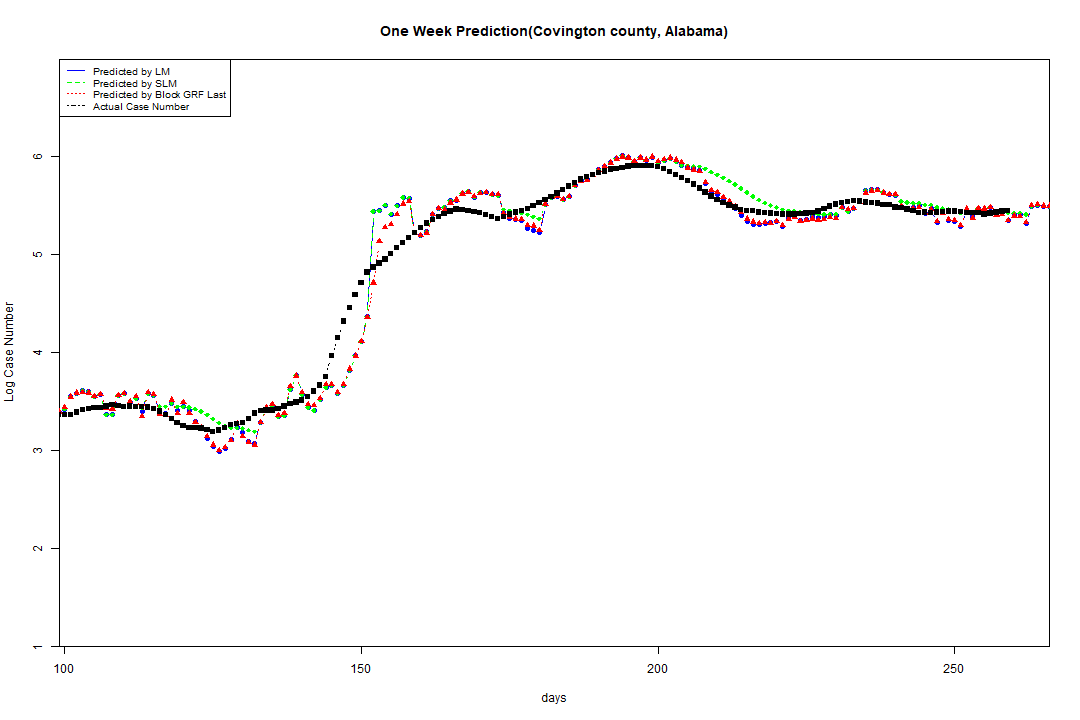 One Week Prediction(Covington county, Alabama)
Predicted by LM
Predicted by SLM
Predicted by Block GRF Last
Actual Case Number
6
5
4
3
2
1
Log Case Number
100 150 200 250
days